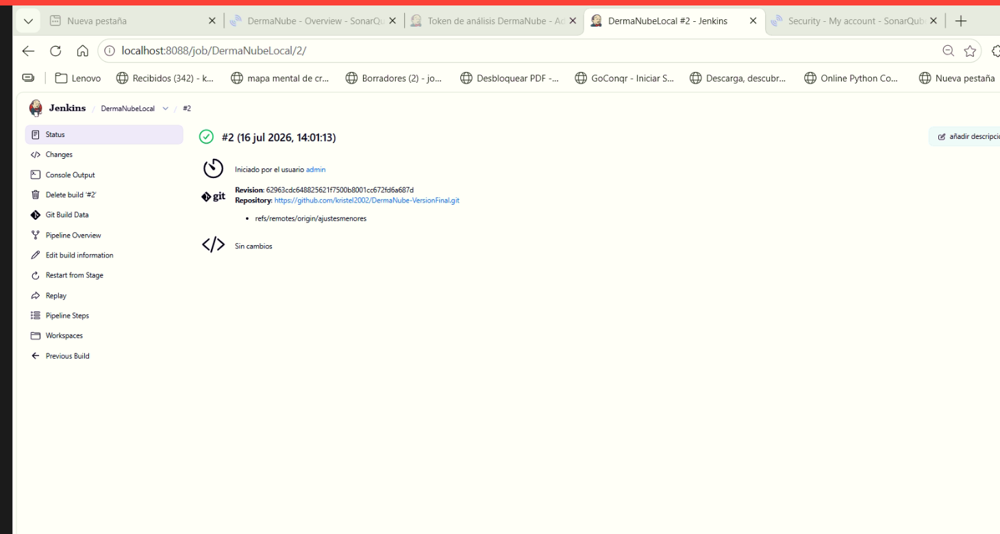 Nueva pestaña
DermaNube - Overview - SonarQu
Token de análisis DermaNube - Ad
DermaNubeLocal #2 - Jenkins
Security - My account - SonarQub
localhost:8088/job/DermaNubeLocal/2/
Lenovo
Recibidos (342) - k...
mapa mental de cr...
Borradores (2) - jo...
Desbloquear PDF -...
GoConqr - Iniciar S...
Descarga, descubr...
Online Python Co...
Nueva pestaña
Jenkins / DermaNubeLocal / #2
Status
#2 (16 jul 2026, 14:01:13)
añadir descripció
Changes
Console Output
Delete build '#2'
Git Build Data
Pipeline Overview
Edit build information
Restart from Stage
Replay
Pipeline Steps
Workspaces
Previous Build
Iniciado por el usuario admin
git
Revision: 62963cdc648825621f7500b8001cc672fd6a687d
Repository: https://github.com/kristel2002/DermaNube-VersionFinal.git
• refs/remotes/origin/ajustesmenores
Sin cambios